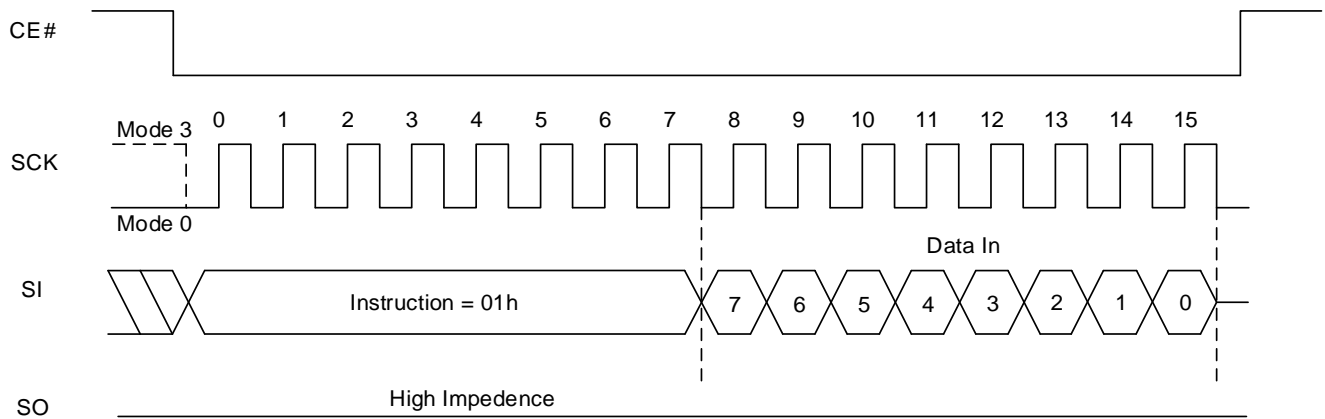 CE#
0 1 2 3 4 5 6 7 8 9 10 11 12 13 14 15
Mode 3
SCK
Mode 0
Data In
SI
Instruction = 01h
7 6 5 4 3 2 1 0
High Impedence
SO